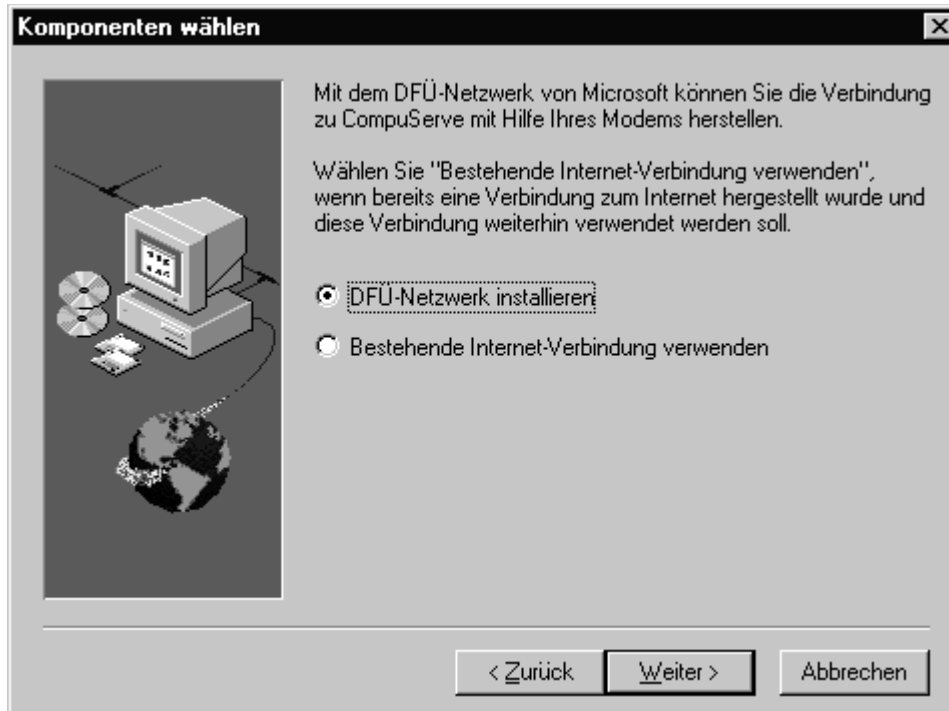 Komponenten wählen
Mit dem DFÜ-Netzwerk von Microsoft können Sie die Verbindung
zu CompuServe mit Hilfe Ihres Modems herstellen.
Wählen Sie "Bestehende Internet-Verbindung verwenden",
wenn bereits eine Verbindung zum Internet hergestellt wurde und
diese Verbindung weiterhin verwendet werden soll.
DFÜ-Netzwerk installieren
Bestehende Internet-Verbindung verwenden
< Zurück
Weiter >
Abbrechen